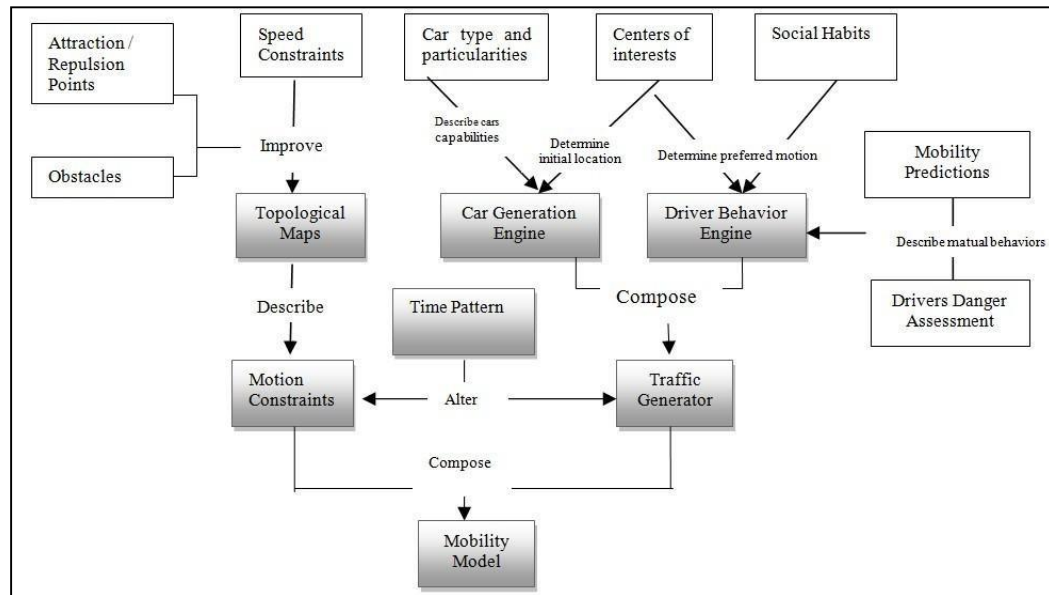 Attraction /
Repulsion
Points
Speed
Constraints
Car type and
particularities
Centers of
interests
Social Habits
Describe cars
capabilities
Improve
Determine
initial location
Determine preferred motion
Obstacles
Mobility
Predictions
Topological
Maps
Car Generation
Engine
Driver Behavior
Engine
Describe matual behaviors
Describe
Time Pattern
Compose
Drivers Danger
Assessment
Motion
Constraints
Alter
Traffic
Generator
Compose
Mobility
Model